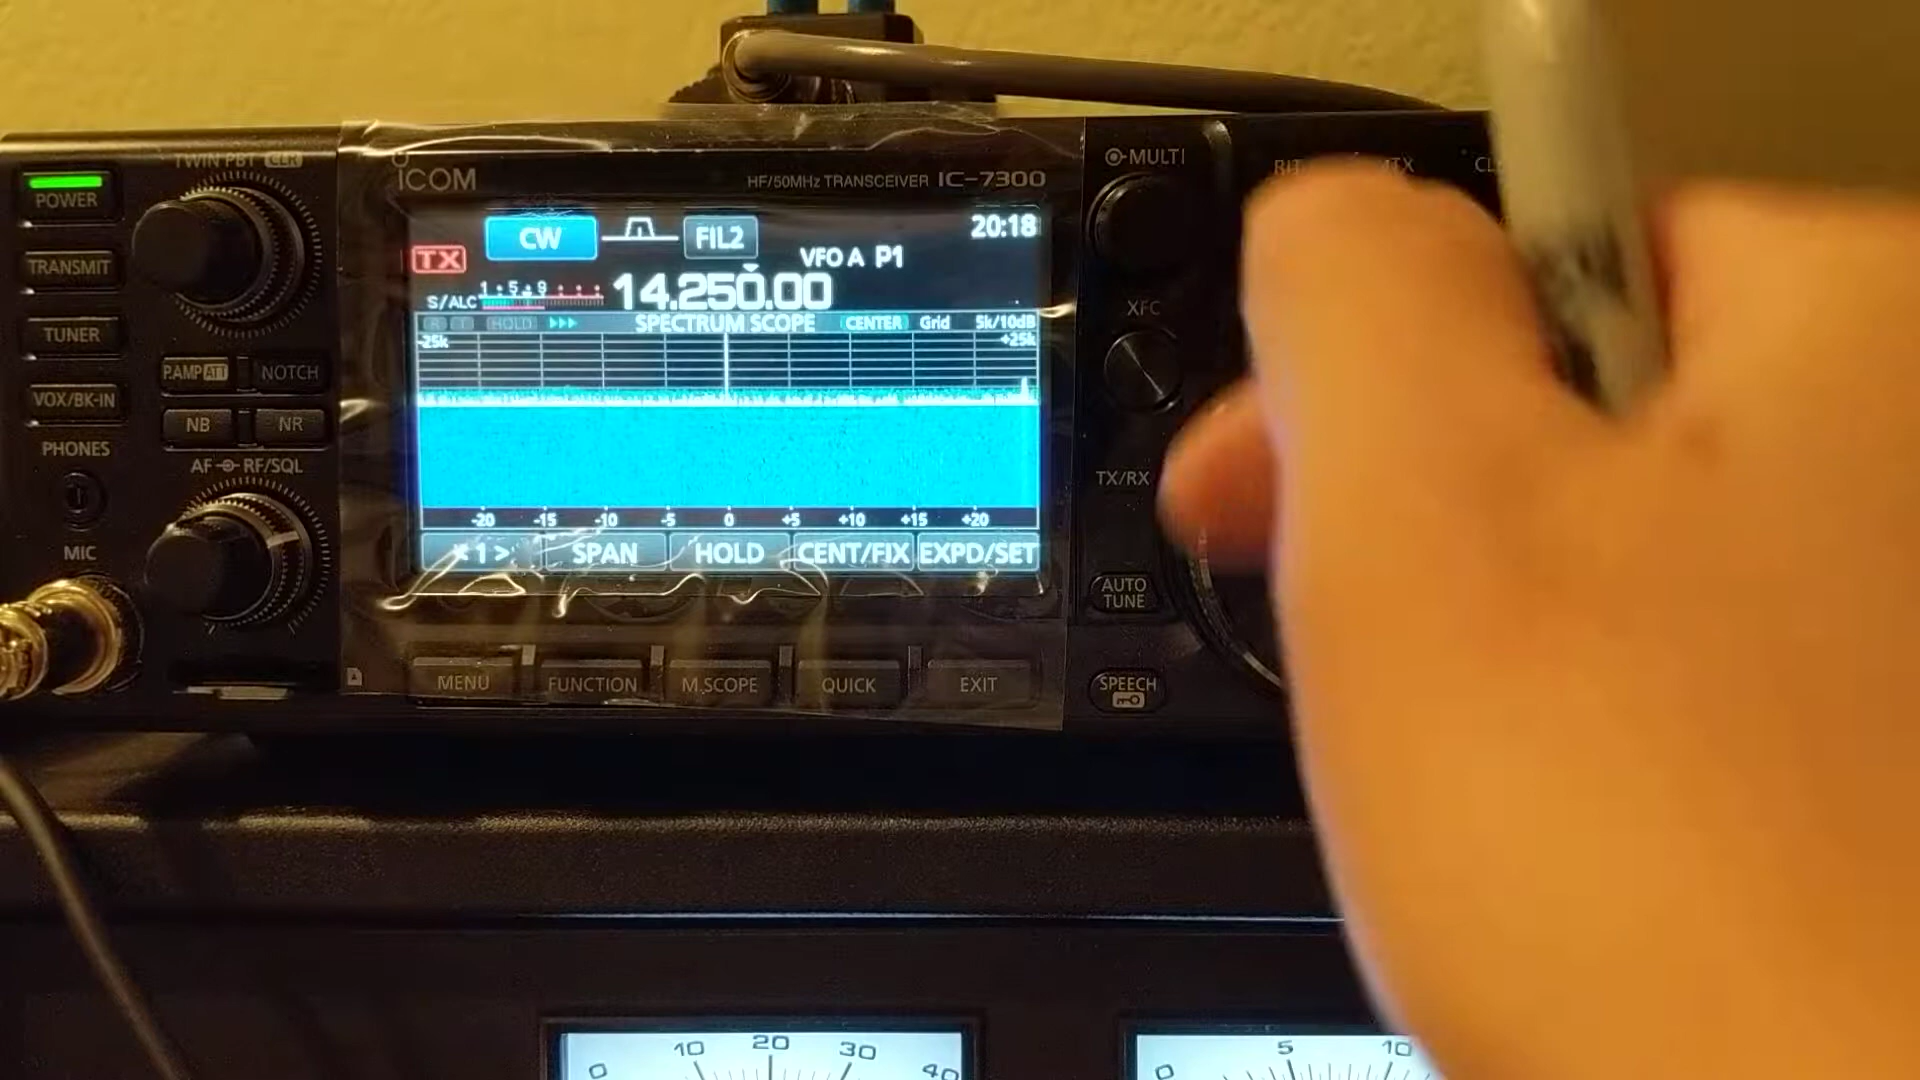 TWIN PBT CLR
POWER
TRANSMIT
TUNER
VOX/BK-IN
P.AMP ATT
NOTCH
NB
NR
PHONES
AF RF/SQL
MIC
ICOM
HF/50MHz TRANSCEIVER IC-7300
CW
FIL2
20:18
TX
VFO A P1
1 5 9
S/ALC
14.250.00
HOLD
SPECTRUM SCOPE
CENTER
Grid
5k/10dB
-25k
+25k
-20 -15 -10 -5 0 +5 +10 +15 +20
< 1 >
SPAN
HOLD
CENT/FIX
EXPD/SET
MENU
FUNCTION
M.SCOPE
QUICK
EXIT
MULTI
XFC
TX/RX
AUTO
TUNE
SPEECH
0 10 20 30 40
0 5 10